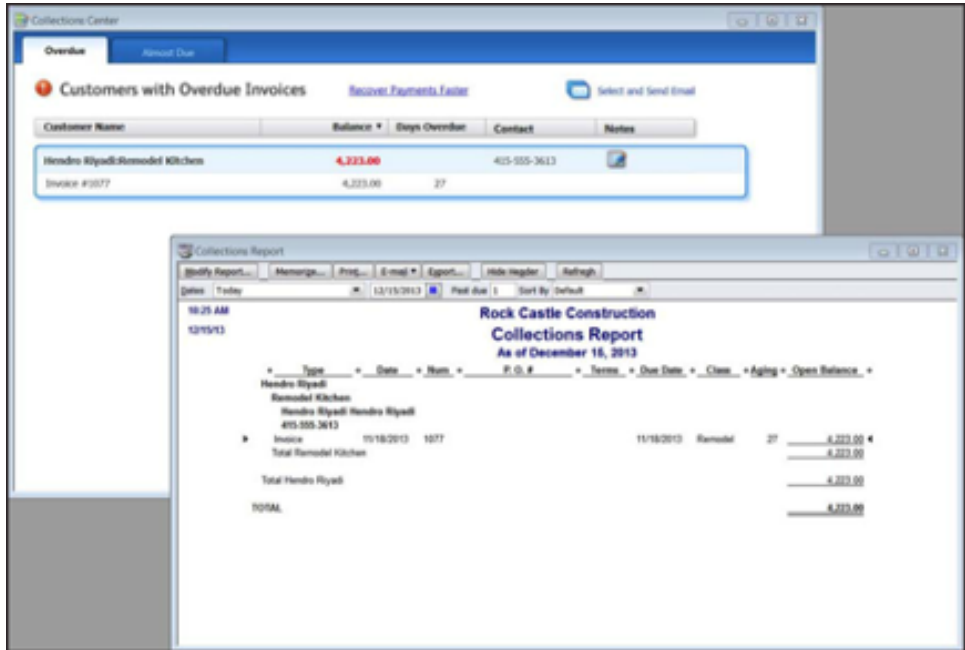 Collections Center
Overdue Almost Due
Customers with Overdue Invoices Recover Payments Faster Select and Send Email
Customer Name Balance Days Overdue Contact Notes
Hendro Riyadi:Remodel Kitchen 4,223.00 415-555-3613
Invoice #1077 4,223.00 27
Collections Report
Modify Report... Memorize... Print... E-mail Export... Hide Header Refresh
Dates Today 12/15/2013 Past due 1 Sort By Default
10:25 AM Rock Castle Construction
12/15/13 Collections Report
As of December 15, 2013
Type Date Num P. O. # Terms Due Date Class Aging Open Balance
Hendro Riyadi
Remodel Kitchen
Hendro Riyadi Hendro Riyadi
415-555-3613
Invoice 11/18/2013 1077 11/18/2013 Remodel 27 4,223.00
Total Remodel Kitchen 4,223.00
Total Hendro Riyadi 4,223.00
TOTAL 4,223.00